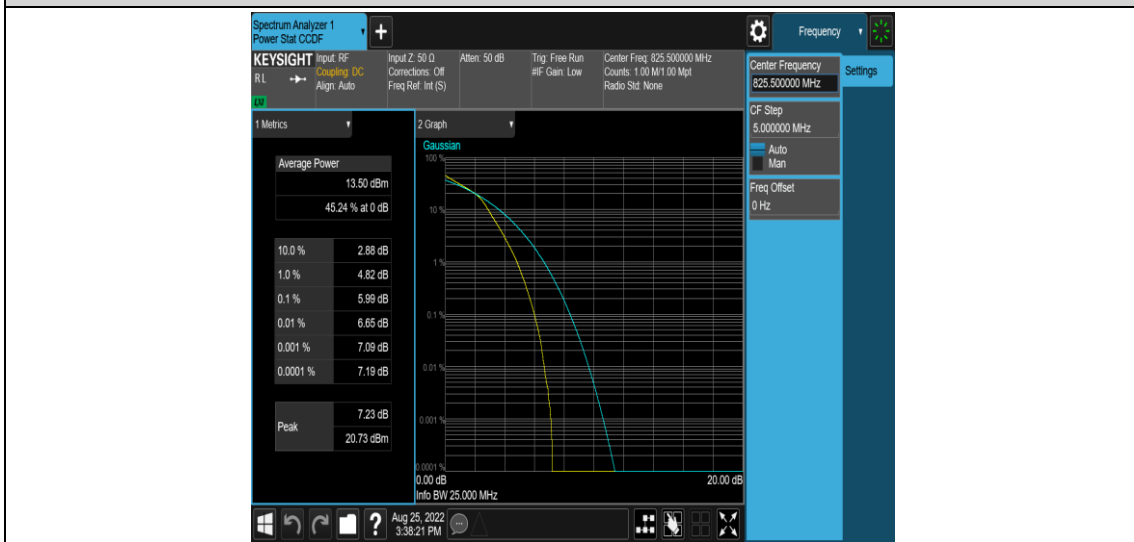 Spectrum Analyzer 1
Power Stat CCDF
+
Frequency
KEYSIGHT
RL
LXI
Input: RF
Coupling: DC
Align: Auto
Input Z: 50 Ω
Corrections: Off
Freq Ref: Int (S)
Atten: 50 dB
Trig: Free Run
#IF Gain: Low
Center Freq: 825.500000 MHz
Counts: 1.00 M/1.00 Mpt
Radio Std: None
Center Frequency
825.500000 MHz
Settings
CF Step
5.000000 MHz
Auto
Man
Freq Offset
0 Hz
1 Metrics
Average Power
13.50 dBm
45.24 % at 0 dB
10.0 % 2.88 dB
1.0 % 4.82 dB
0.1 % 5.99 dB
0.01 % 6.65 dB
0.001 % 7.09 dB
0.0001 % 7.19 dB
Peak
7.23 dB
20.73 dBm
2 Graph
Gaussian
100 %
10 %
1 %
0.1 %
0.01 %
0.001 %
0.0001 %
0.00 dB 20.00 dB
Info BW 25.000 MHz
?
Aug 25, 2022
3:38:21 PM